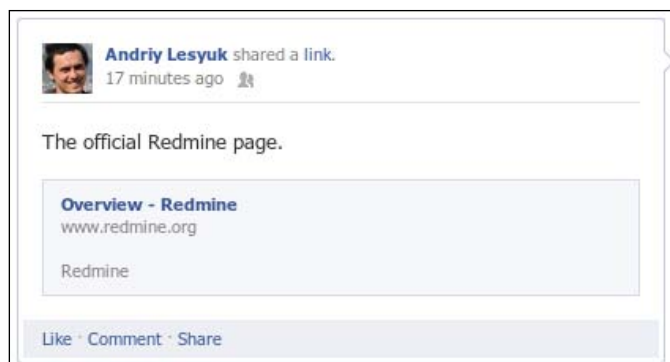 Andriy Lesyuk shared a link.
17 minutes ago
The official Redmine page.
Overview - Redmine
www.redmine.org
Redmine
Like · Comment · Share